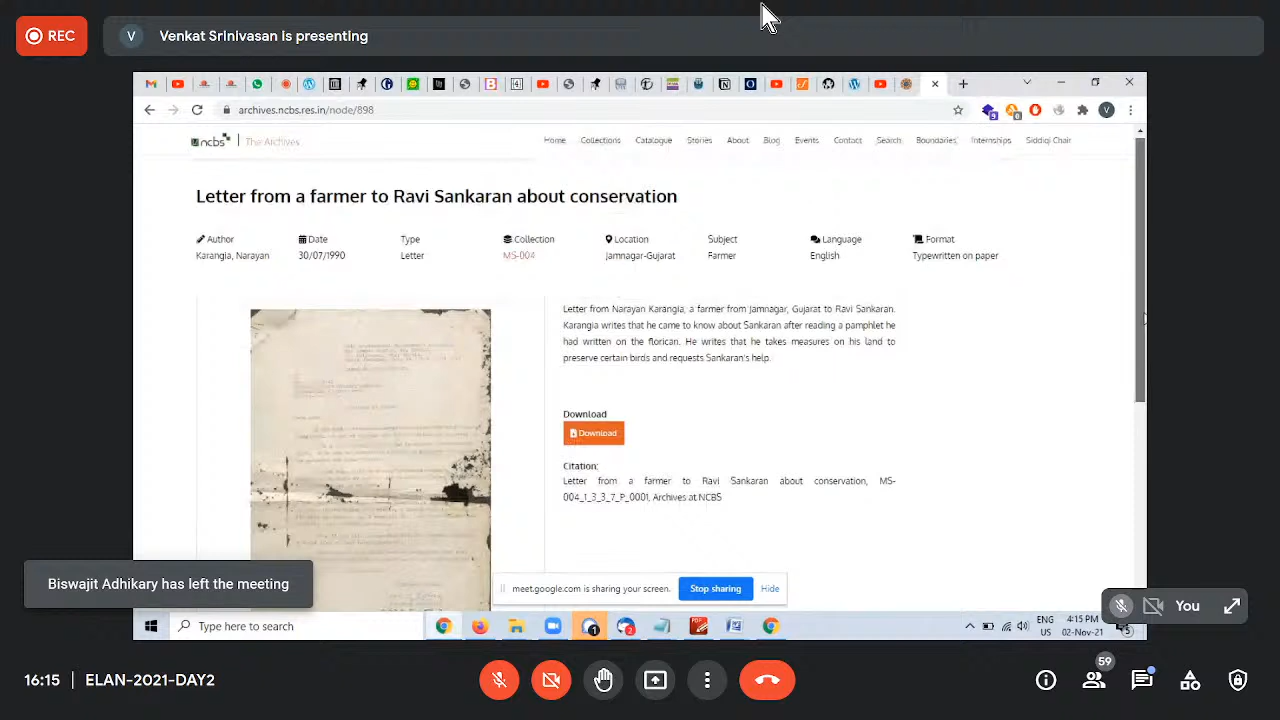 REC
V
Venkat Srinivasan is presenting
archives.ncbs.res.in/node/898
V
ncbs
The Archives
Home
Collections
Catalogue
Stories
About
Blog
Events
Contact
Search
Boundaries
Internships
Siddiqi Chair
Letter from a farmer to Ravi Sankaran about conservation
Author
Date
Type
Collection
Location
Subject
Language
Format
Karangia, Narayan
30/07/1990
Letter
MS-004
Jamnagar-Gujarat
Farmer
English
Typewritten on paper
Letter from Narayan Karangia, a farmer from Jamnagar, Gujarat to Ravi Sankaran.
Karangia writes that he came to know about Sankaran after reading a pamphlet he
had written on the florican. He writes that he takes measures on his land to
preserve certain birds and requests Sankaran's help.
Download
Download
Citation:
Letter from a farmer to Ravi Sankaran about conservation, MS-
004_1_3_3_7_P_0001, Archives at NCBS
Biswajit Adhikary has left the meeting
meet.google.com is sharing your screen.
Stop sharing
Hide
You
Type here to search
ENG
US
4:15 PM
02-Nov-21
16:15
ELAN-2021-DAY2
59